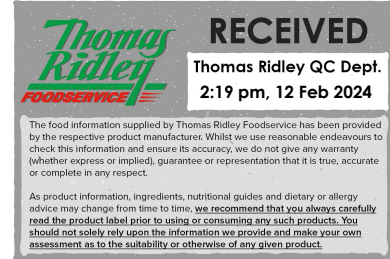 Thomas
Ridley
FOODSERVICE
RECEIVED
Thomas Ridley QC Dept.
2:19 pm, 12 Feb 2024
The food information supplied by Thomas Ridley Foodservice has been provided
by the respective product manufacturer. Whilst we use reasonable endeavours to
check this information and ensure its accuracy, we do not give any warranty
(whether express or implied), guarantee or representation that it is true, accurate
or complete in any respect.
As product information, ingredients, nutritional guides and dietary or allergy
advice may change from time to time, we recommend that you always carefully
read the product label prior to using or consuming any such products. You
should not solely rely upon the information we provide and make your own
assessment as to the suitability or otherwise of any given product.